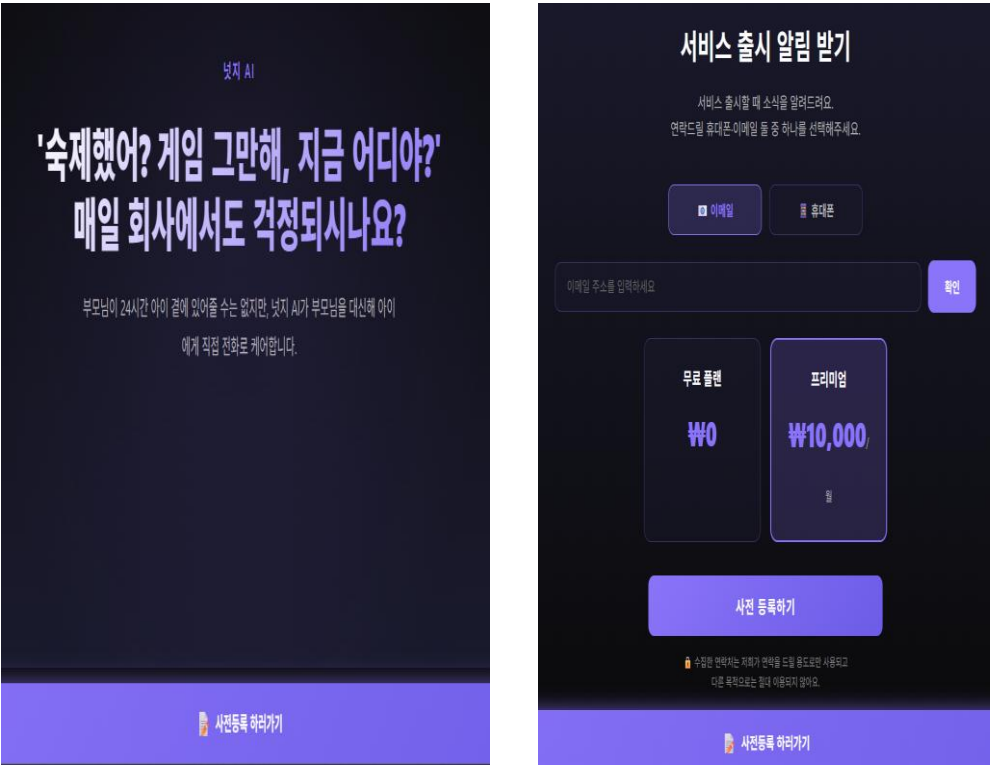 넛지 AI
'숙제했어? 게임 그만해, 지금 어디야?'
매일 회사에서도 걱정되시나요?
부모님이 24시간 아이 곁에 있어줄 수는 없지만, 넛지 AI가 부모님을 대신해 아이
에게 직접 전화로 케어합니다.
사전등록 하러가기
서비스 출시 알림 받기
서비스 출시할 때 소식을 알려드려요.
연락드릴 휴대폰·이메일 둘 중 하나를 선택해주세요.
이메일
휴대폰
이메일 주소를 입력하세요
확인
무료 플랜
₩0
프리미엄
₩10,000/
월
사전 등록하기
수집한 연락처는 저희가 연락을 드릴 용도로만 사용되고
다른 목적으로는 절대 이용되지 않아요.
사전등록 하러가기